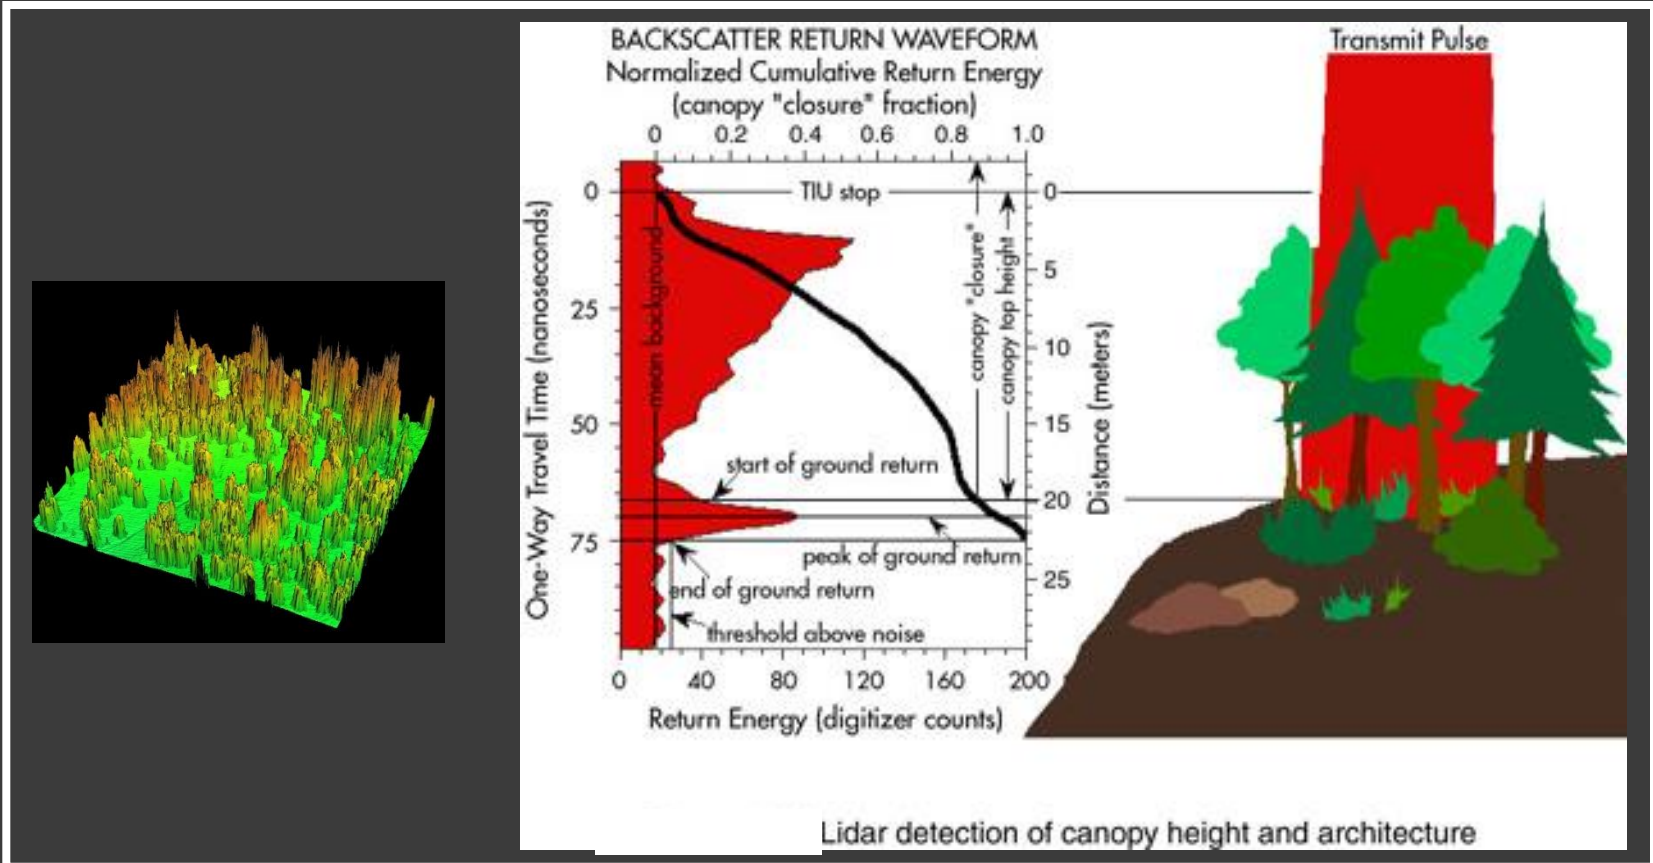 BACKSCATTER RETURN WAVEFORM
Normalized Cumulative Return Energy
(canopy "closure" fraction)
0 0.2 0.4 0.6 0.8 1.0
Transmit Pulse
One-Way Travel Time (nanoseconds)
0
25
50
75
mean background
TIU stop
canopy "closure"
canopy top height
start of ground return
peak of ground return
end of ground return
threshold above noise
0
5
10
15
20
25
Distance (meters)
0 40 80 120 160 200
Return Energy (digitizer counts)
Lidar detection of canopy height and architecture